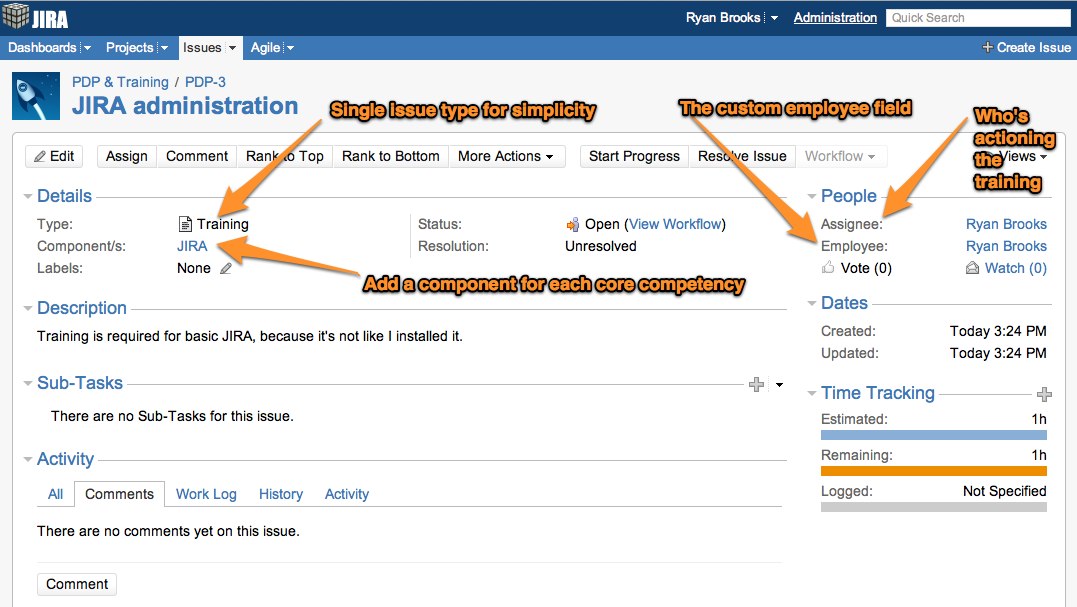 JIRA
Ryan Brooks Administration Quick Search
Dashboards Projects Issues Agile + Create Issue
PDP & Training / PDP-3
JIRA administration
Single issue type for simplicity
The custom employee field
Who's
actioning
the
training
Edit Assign Comment Rank to Top Rank to Bottom More Actions Start Progress Resolve Issue Workflow Views
Details
Type: Training
Status: Open (View Workflow)
Component/s: JIRA
Resolution: Unresolved
Labels: None
Add a component for each core competency
People
Assignee: Ryan Brooks
Employee: Ryan Brooks
Vote (0) Watch (0)
Description
Training is required for basic JIRA, because it's not like I installed it.
Dates
Created: Today 3:24 PM
Updated: Today 3:24 PM
Sub-Tasks
There are no Sub-Tasks for this issue.
Time Tracking
Estimated: 1h
Remaining: 1h
Logged: Not Specified
Activity
All Comments Work Log History Activity
There are no comments yet on this issue.
Comment